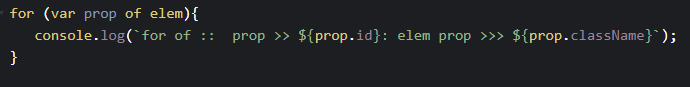 for (var prop of elem){
   console.log(`for of ::  prop >> ${prop.id}: elem prop >>> ${prop.className}`);
}